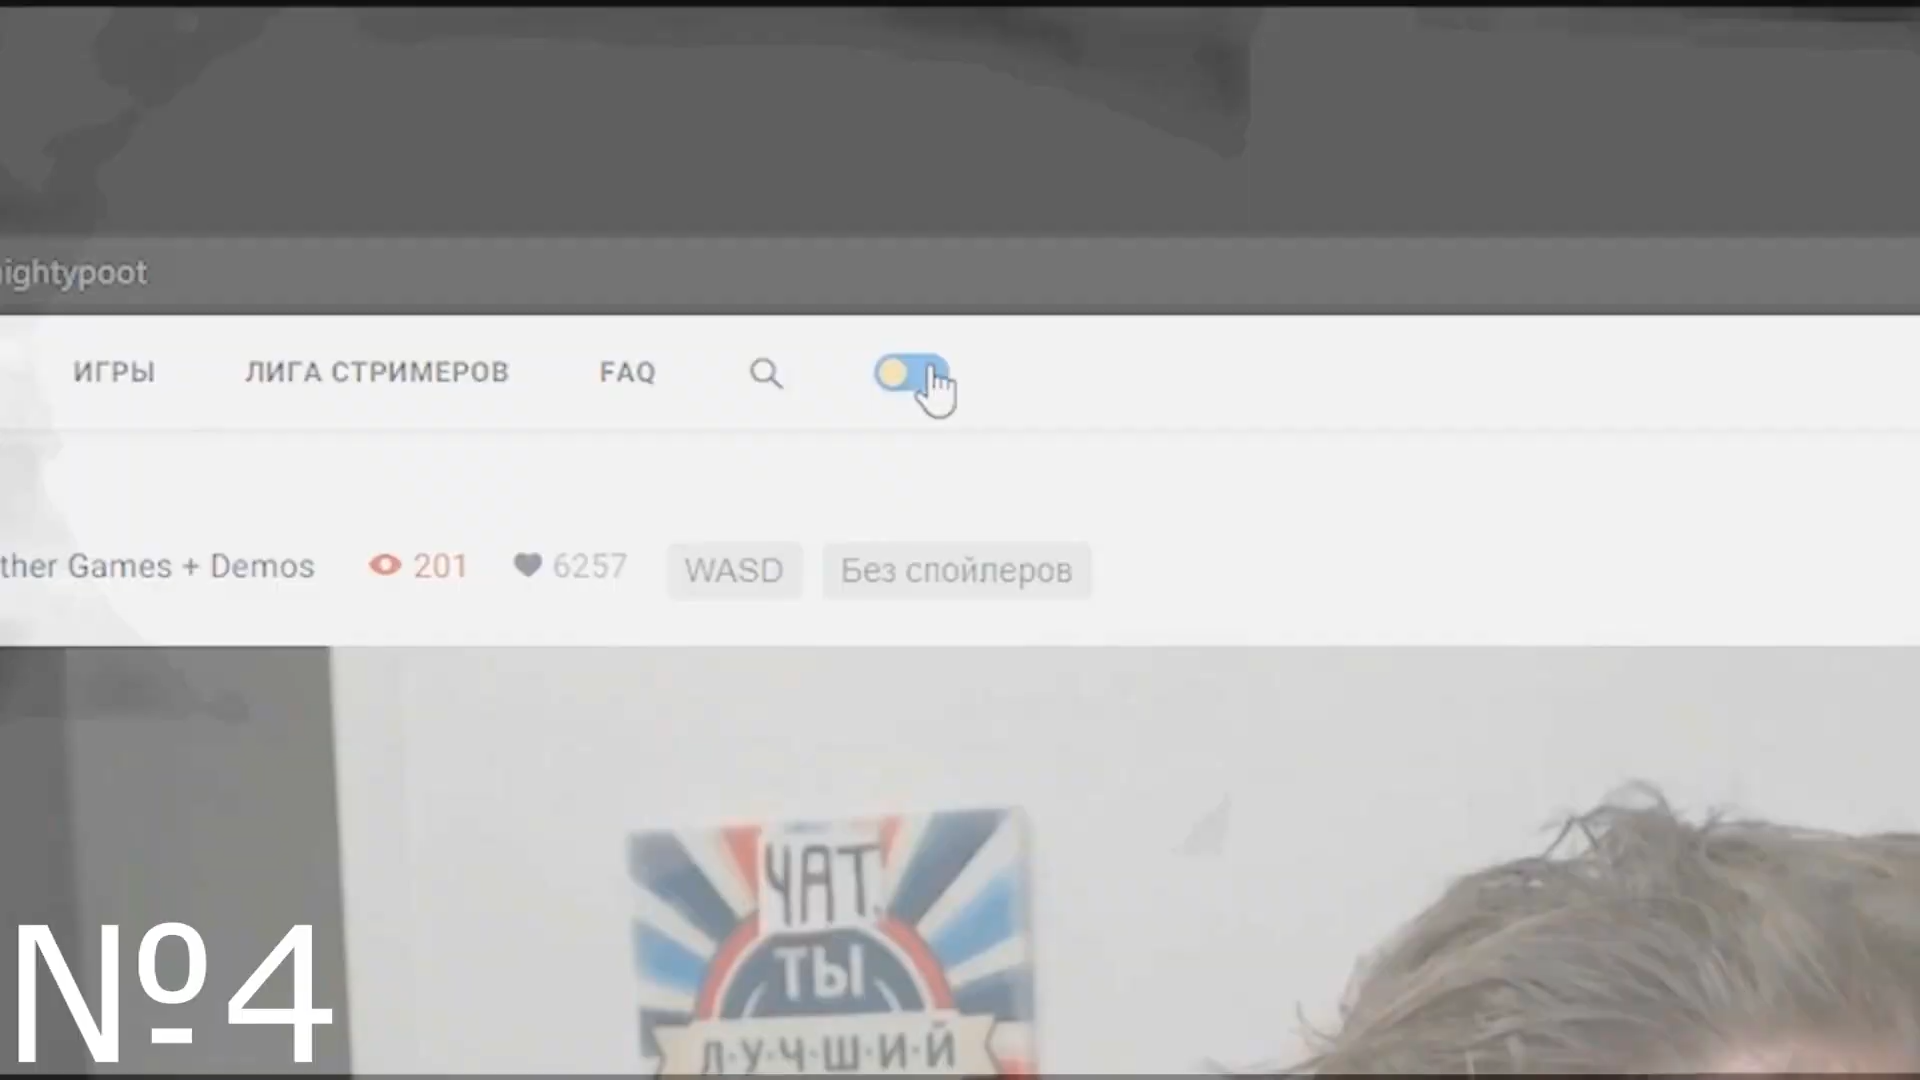 ightypoot
ИГРЫ ЛИГА СТРИМЕРОВ FAQ
ther Games + Demos 201 6257 WASD Без спойлеров
ЧАТ,
ТЫ
Л·У·Ч·Ш·И·Й
№4